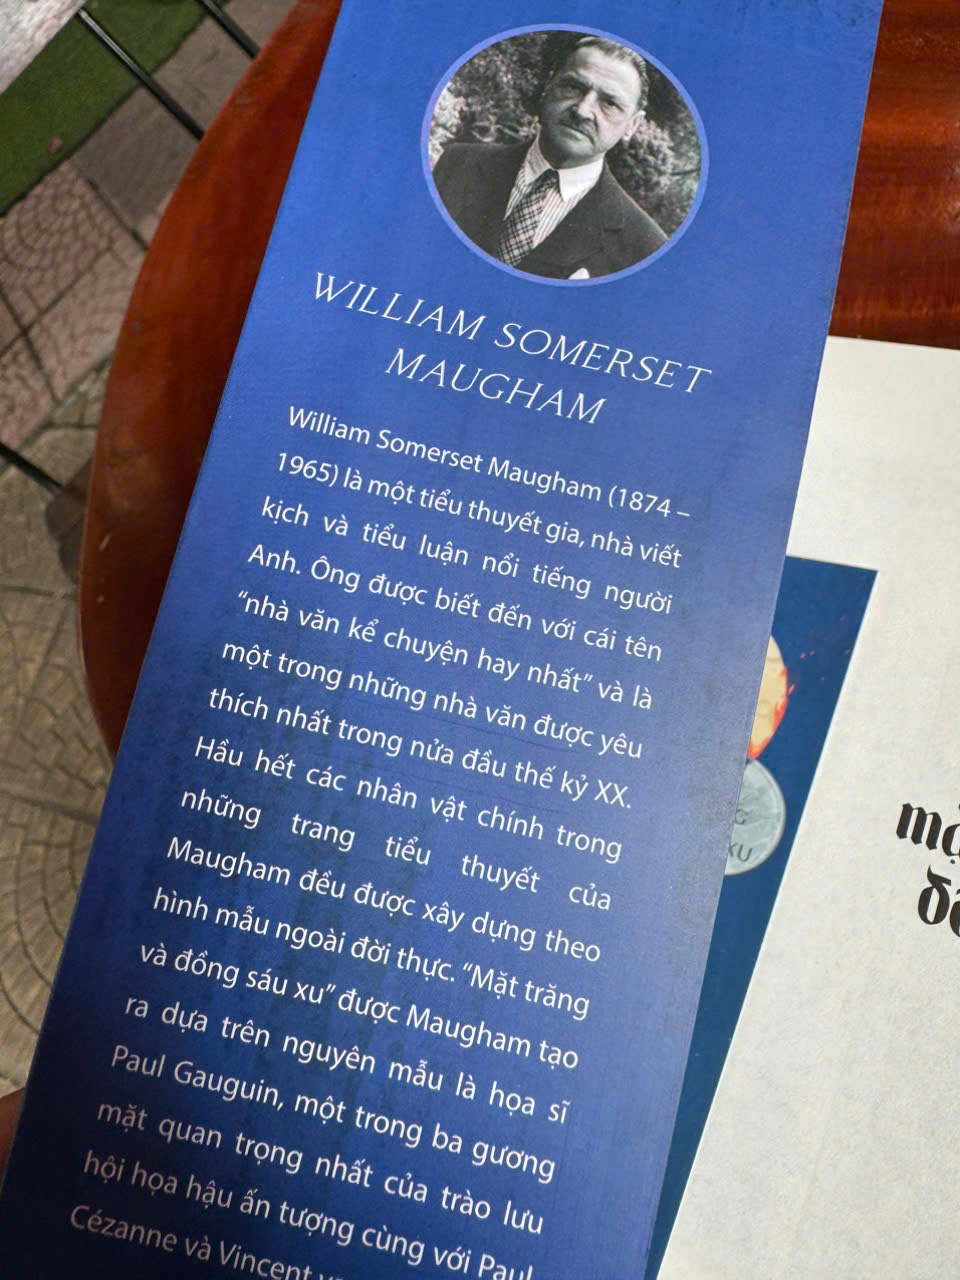 WILLIAM SOMERSET
MAUGHAM
William Somerset Maugham (1874 –
1965) là một tiểu thuyết gia, nhà viết
kịch và tiểu luận nổi tiếng người
Anh. Ông được biết đến với cái tên
“nhà văn kể chuyện hay nhất” và là
một trong những nhà văn được yêu
thích nhất trong nửa đầu thế kỷ XX.
Hầu hết các nhân vật chính trong
những trang tiểu thuyết của
Maugham đều được xây dựng theo
hình mẫu ngoài đời thực. “Mặt trăng
và đồng sáu xu” được Maugham tạo
ra dựa trên nguyên mẫu là họa sĩ
Paul Gauguin, một trong ba gương
mặt quan trọng nhất của trào lưu
hội họa hậu ấn tượng cùng với Paul
Cézanne và Vincent
XU